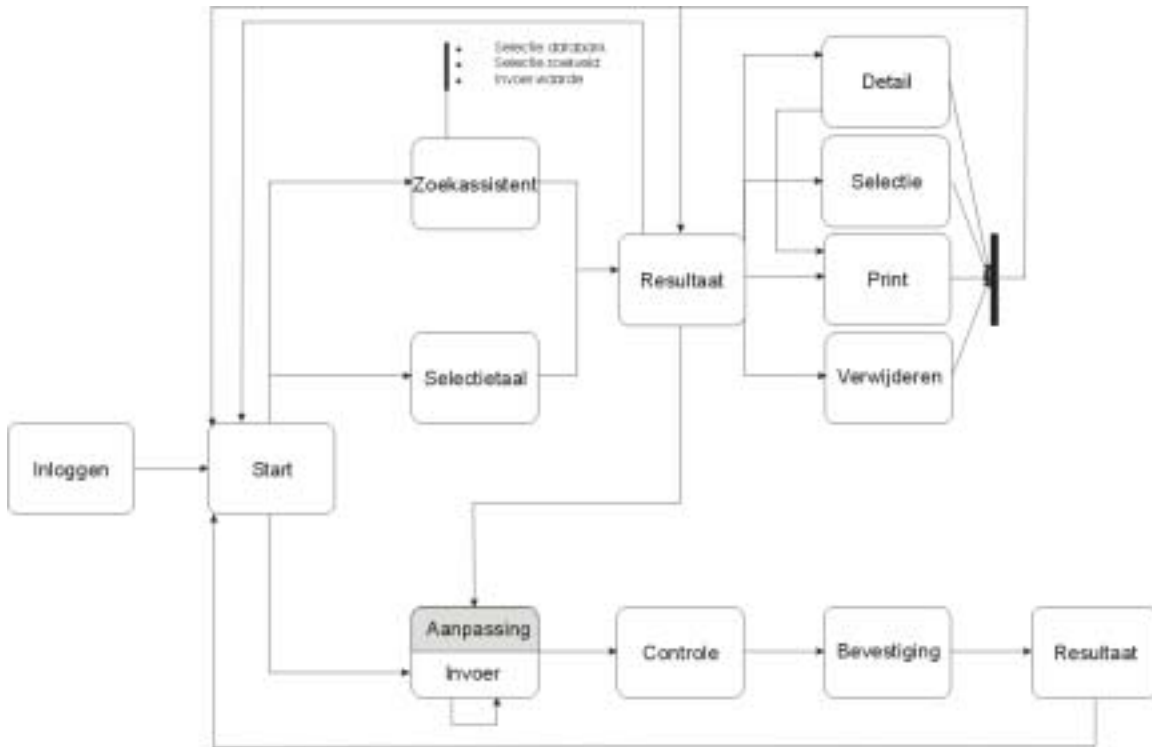 Selectie databank
Selectie zoekveld
Invoer waarde
Detail
Zoekassistent
Selectie
Resultaat
Print
Selectietaal
Verwijderen
Inloggen
Start
Aanpassing
Invoer
Controle
Bevestiging
Resultaat